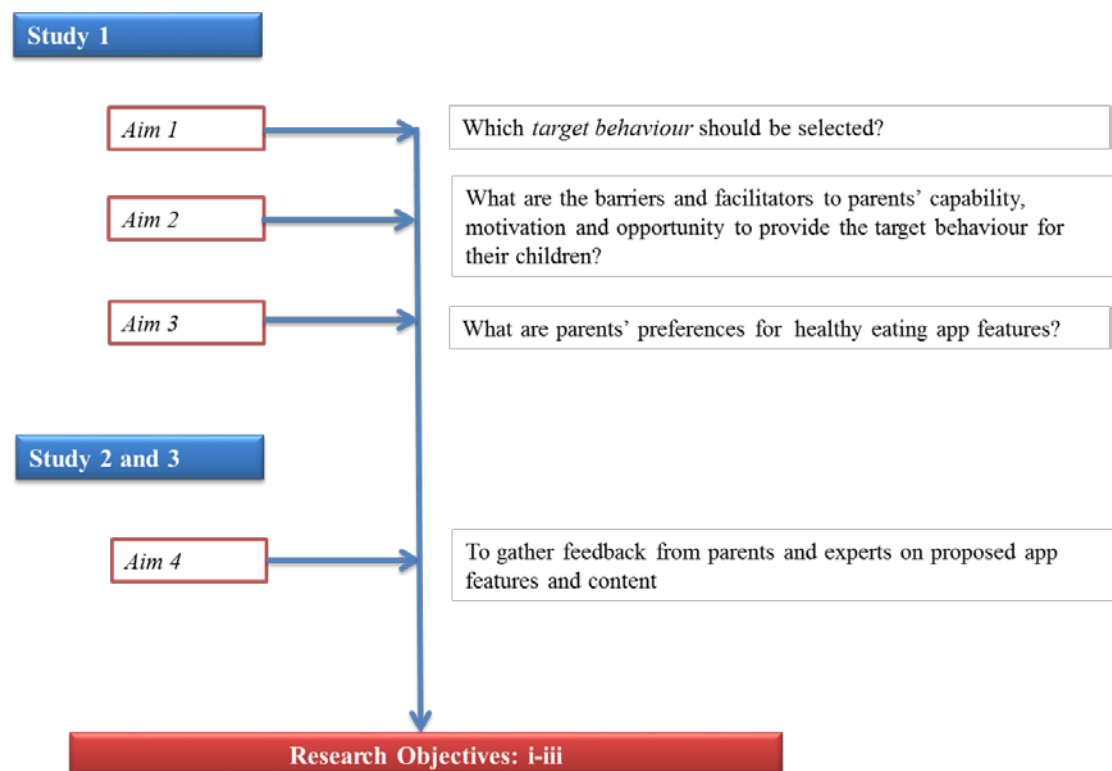 Study 1
Aim 1
Which target behaviour should be selected?
Aim 2
What are the barriers and facilitators to parents’ capability,
motivation and opportunity to provide the target behaviour for
their children?
Aim 3
What are parents’ preferences for healthy eating app features?
Study 2 and 3
Aim 4
To gather feedback from parents and experts on proposed app
features and content
Research Objectives: i-iii